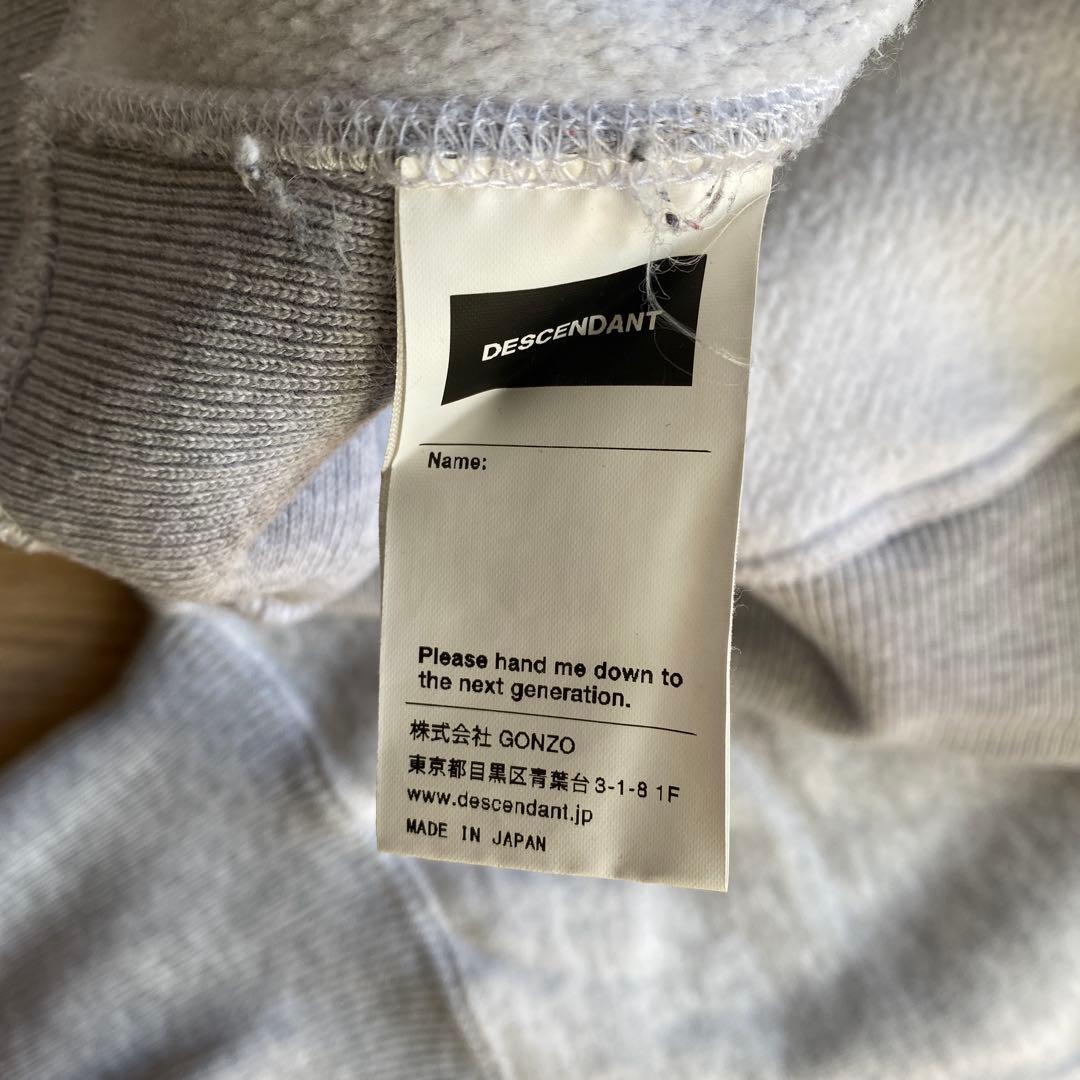 DESCENDANT
Name:
Please hand me down to
the next generation.
株式会社 GONZO
東京都目黒区青葉台3-1-8 1F
www.descendant.jp
MADE IN JAPAN